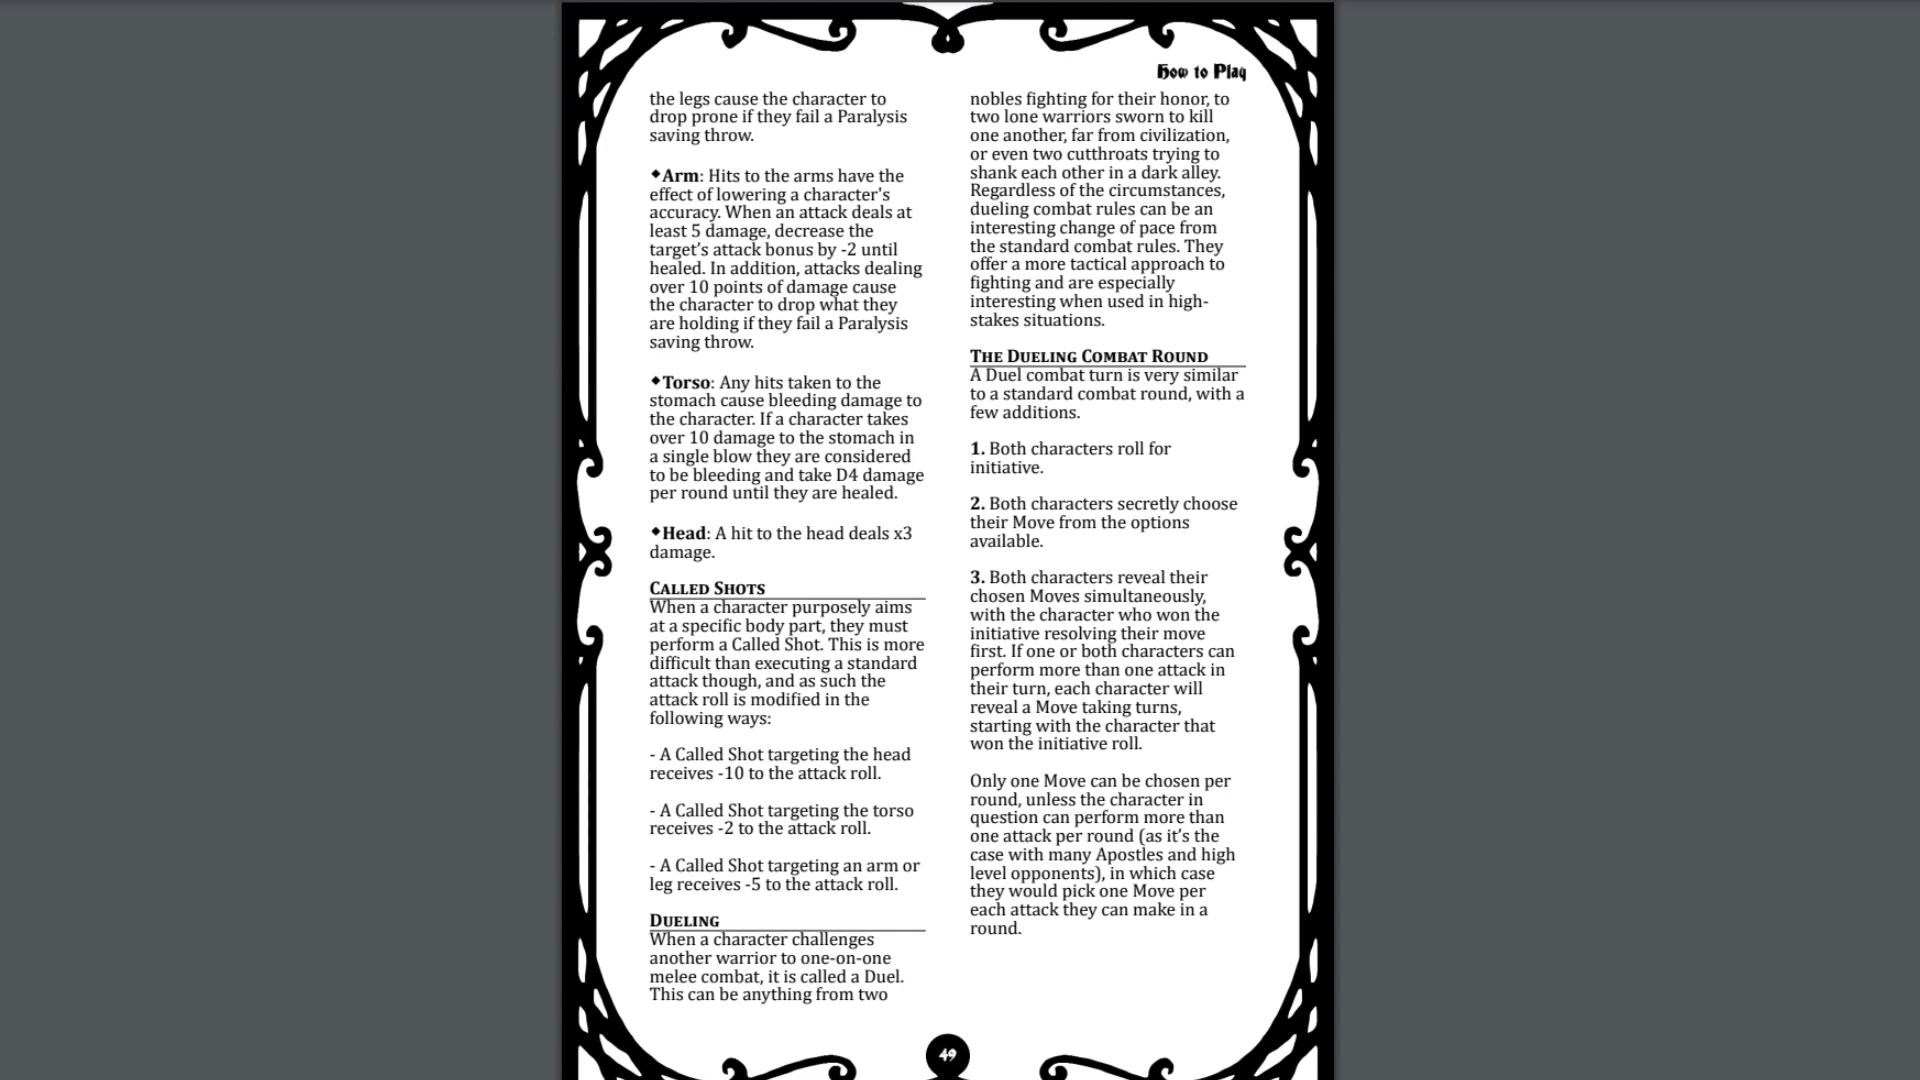 How to Play
the legs cause the character to
drop prone if they fail a Paralysis
saving throw.
◆Arm: Hits to the arms have the
effect of lowering a character's
accuracy. When an attack deals at
least 5 damage, decrease the
target’s attack bonus by -2 until
healed. In addition, attacks dealing
over 10 points of damage cause
the character to drop what they
are holding if they fail a Paralysis
saving throw.
◆Torso: Any hits taken to the
stomach cause bleeding damage to
the character. If a character takes
over 10 damage to the stomach in
a single blow they are considered
to be bleeding and take D4 damage
per round until they are healed.
◆Head: A hit to the head deals x3
damage.
Called Shots
When a character purposely aims
at a specific body part, they must
perform a Called Shot. This is more
difficult than executing a standard
attack though, and as such the
attack roll is modified in the
following ways:
- A Called Shot targeting the head
receives -10 to the attack roll.
- A Called Shot targeting the torso
receives -2 to the attack roll.
- A Called Shot targeting an arm or
leg receives -5 to the attack roll.
Dueling
When a character challenges
another warrior to one-on-one
melee combat, it is called a Duel.
This can be anything from two
nobles fighting for their honor, to
two lone warriors sworn to kill
one another, far from civilization,
or even two cutthroats trying to
shank each other in a dark alley.
Regardless of the circumstances,
dueling combat rules can be an
interesting change of pace from
the standard combat rules. They
offer a more tactical approach to
fighting and are especially
interesting when used in high-
stakes situations.
The Dueling Combat Round
A Duel combat turn is very similar
to a standard combat round, with a
few additions.
1. Both characters roll for
initiative.
2. Both characters secretly choose
their Move from the options
available.
3. Both characters reveal their
chosen Moves simultaneously,
with the character who won the
initiative resolving their move
first. If one or both characters can
perform more than one attack in
their turn, each character will
reveal a Move taking turns,
starting with the character that
won the initiative roll.
Only one Move can be chosen per
round, unless the character in
question can perform more than
one attack per round (as it’s the
case with many Apostles and high
level opponents), in which case
they would pick one Move per
each attack they can make in a
round.
49